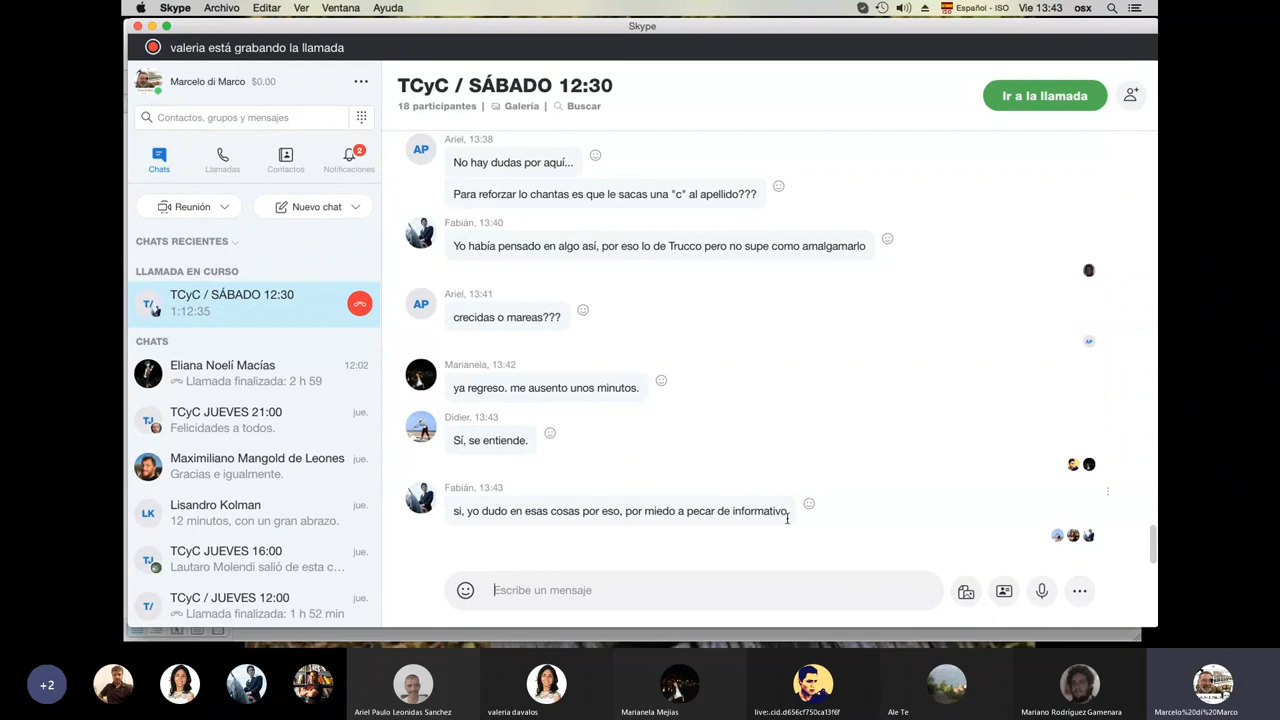 Skype Archivo Editar Ver Ventana Ayuda Español - ISO Vie 13:43 osx
Skype
valeria está grabando la llamada
Marcelo di Marco $0.00
Contactos, grupos y mensajes
Chats Llamadas Contactos Notificaciones
2
Reunión Nuevo chat
CHATS RECIENTES
LLAMADA EN CURSO
T/ TCyC / SÁBADO 12:30
1:12:35
CHATS
Eliana Noelí Macías 12:02
Llamada finalizada: 2 h 59
TJ TCyC JUEVES 21:00 jue.
Felicidades a todos.
Maximiliano Mangold de Leones jue.
Gracias e igualmente.
LK Lisandro Kolman jue.
12 minutos, con un gran abrazo.
TJ TCyC JUEVES 16:00 jue.
Lautaro Molendi salió de esta c...
T/ TCyC / JUEVES 12:00 jue.
Llamada finalizada: 1 h 52 min
TCyC / SÁBADO 12:30
18 participantes | Galería | Buscar
Ir a la llamada
Ariel, 13:38
AP No hay dudas por aquí...
Para reforzar lo chantas es que le sacas una "c" al apellido???
Fabián, 13:40
Yo había pensado en algo así, por eso lo de Trucco pero no supe como amalgamarlo
Ariel, 13:41
AP crecidas o mareas???
AP
Marianela, 13:42
ya regreso. me ausento unos minutos.
Didier, 13:43
Sí, se entiende.
Fabián, 13:43
si, yo dudo en esas cosas por eso, por miedo a pecar de informativo.
Escribe un mensaje
+2
Ariel Paulo Leonidas Sanchez
valeria davalos
Marianela Mejias
live:.cid.d656cf750ca13f6f
Ale Te
Mariano Rodríguez Gamenara
Marcelo%20di%20Marco